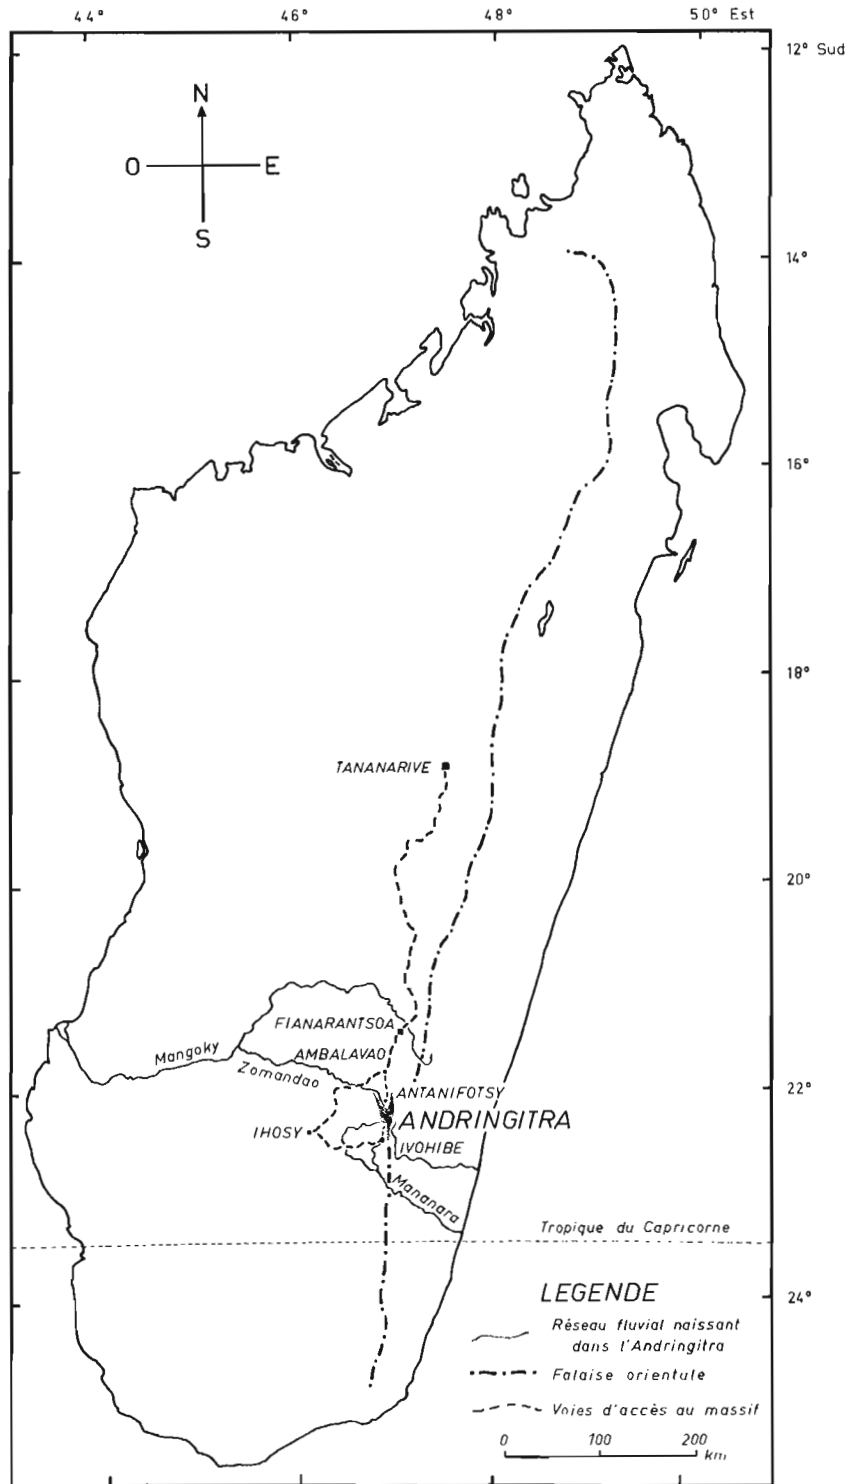 44° 46° 48° 50° Est
12° Sud
N
O E
S
14°
16°
18°
TANANARIVE
20°
FIANARANTSOA
Mangoky
AMBALAVAO
Zomandao
22°
ANTANIFOTSY
ANDRINGITRA
IHOSY
IVOHIBE
Mananara
Tropique du Capricorne
LEGENDE
24°
Réseau fluvial naissant
dans l'Andringitra
Falaise orientule
Voies d'accès au massif
0 100 200
km